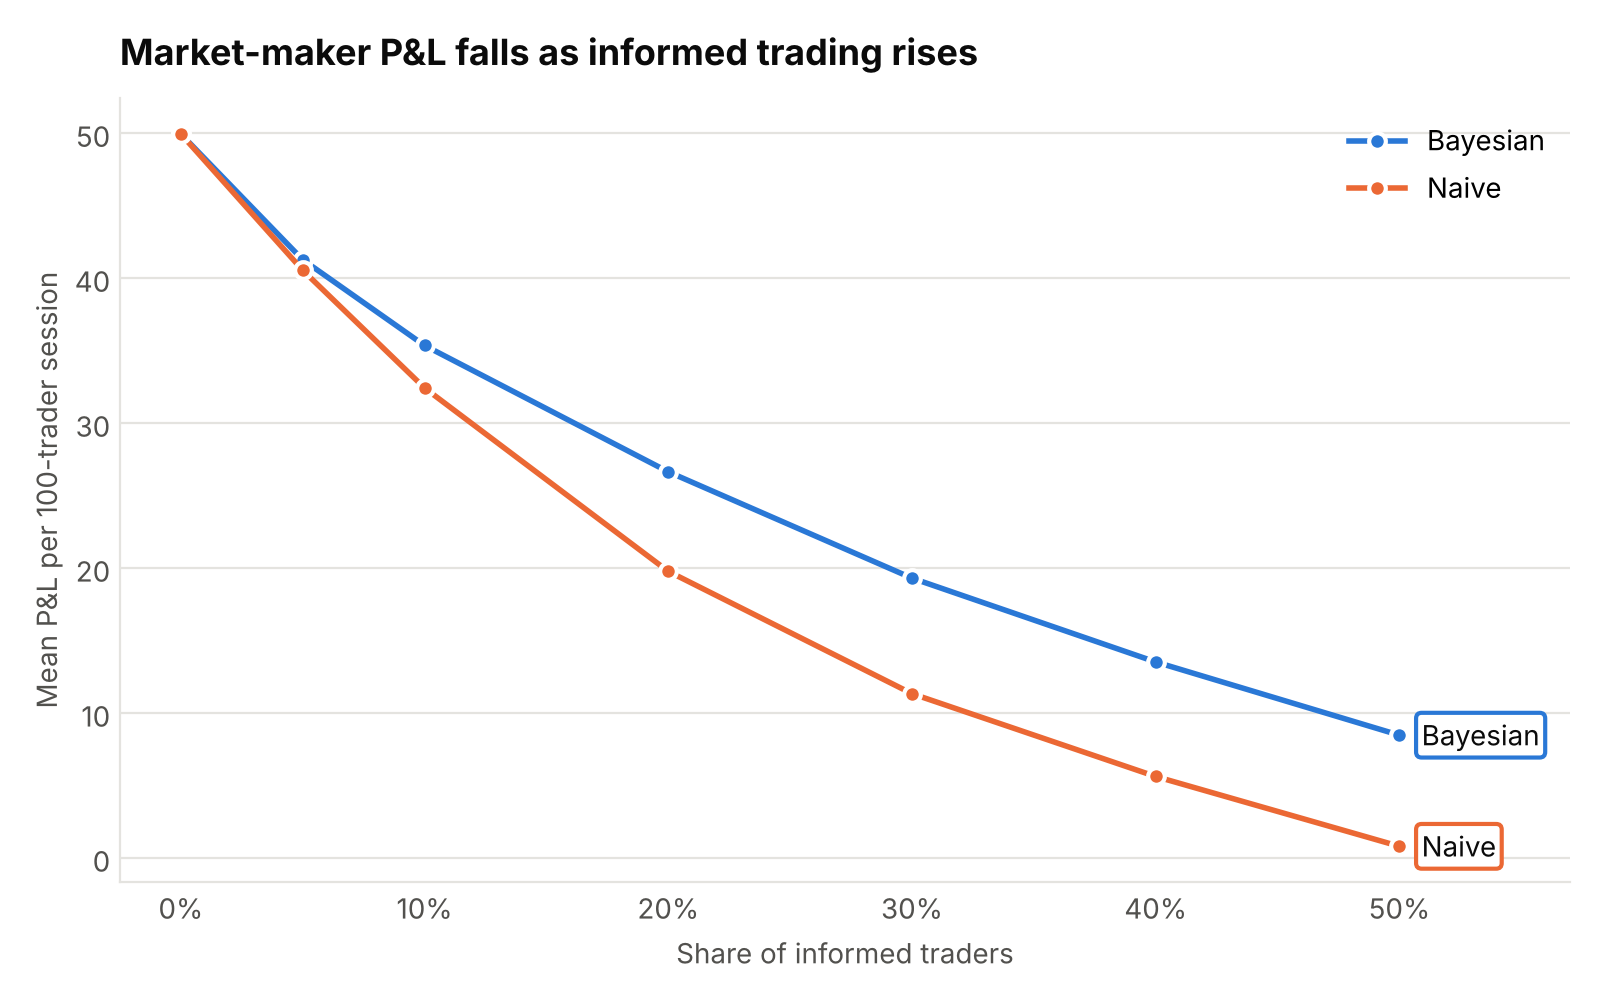 Market-maker P&L falls as informed trading rises
Bayesian
Naive
Mean P&L per 100-trader session
50
40
30
20
10
0
Bayesian
Naive
0% 10% 20% 30% 40% 50%
Share of informed traders